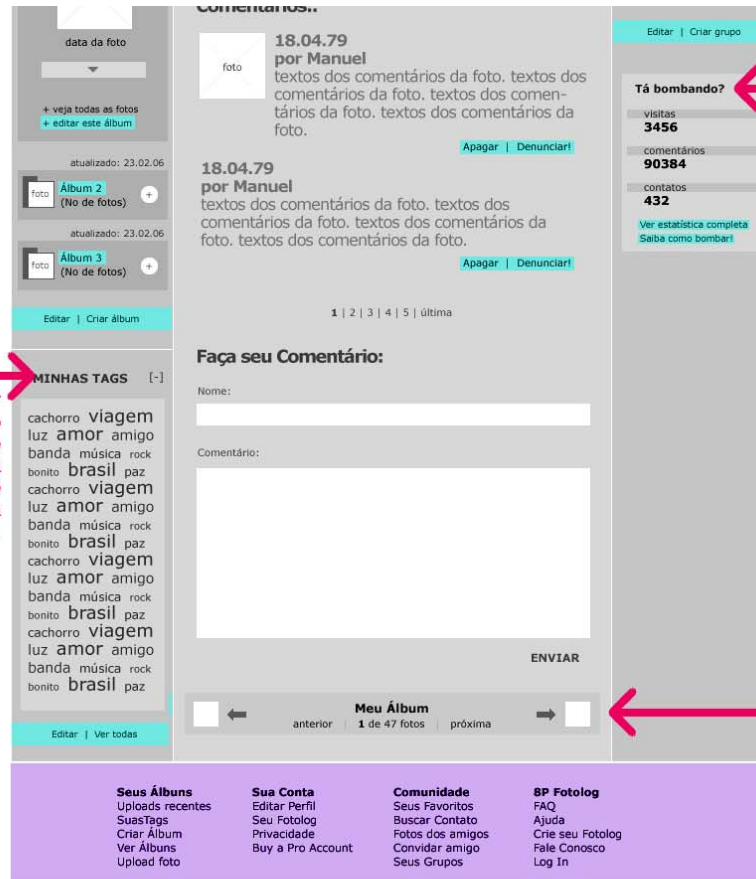 data da foto
+ veja todas as fotos
+ editar este álbum
atualizado: 23.02.06
foto
Álbum 2
(No de fotos)
+
atualizado: 23.02.06
foto
Álbum 3
(No de fotos)
+
Editar | Criar álbum
MINHAS TAGS [-]
cachorro viagem
luz amor amigo
banda música rock
bonito brasil paz
cachorro viagem
luz amor amigo
banda música rock
bonito brasil paz
cachorro viagem
luz amor amigo
banda música rock
bonito brasil paz
cachorro viagem
luz amor amigo
banda música rock
bonito brasil paz
Editar | Ver todas
Comentários..
foto
18.04.79
por Manuel
textos dos comentários da foto. textos dos
comentários da foto. textos dos comen-
tários da foto. textos dos comentários da
foto.
Apagar | Denunciar!
18.04.79
por Manuel
textos dos comentários da foto. textos dos
comentários da foto. textos dos comentários da
foto. textos dos comentários da foto.
Apagar | Denunciar!
1 | 2 | 3 | 4 | 5 | última
Faça seu Comentário:
Nome:
Comentário:
ENVIAR
Meu Álbum
anterior | 1 de 47 fotos | próxima
Editar | Criar grupo
Tá bombando?
visitas
3456
comentários
90384
contatos
432
Ver estatística completa
Saiba como bombar!
Seus Álbuns
Uploads recentes
SuasTags
Criar Álbum
Ver Álbuns
Upload foto
Sua Conta
Editar Perfil
Seu Fotolog
Privacidade
Buy a Pro Account
Comunidade
Seus Favoritos
Buscar Contato
Fotos dos amigos
Convidar amigo
Seus Grupos
8P Fotolog
FAQ
Ajuda
Crie seu Fotolog
Fale Conosco
Log In